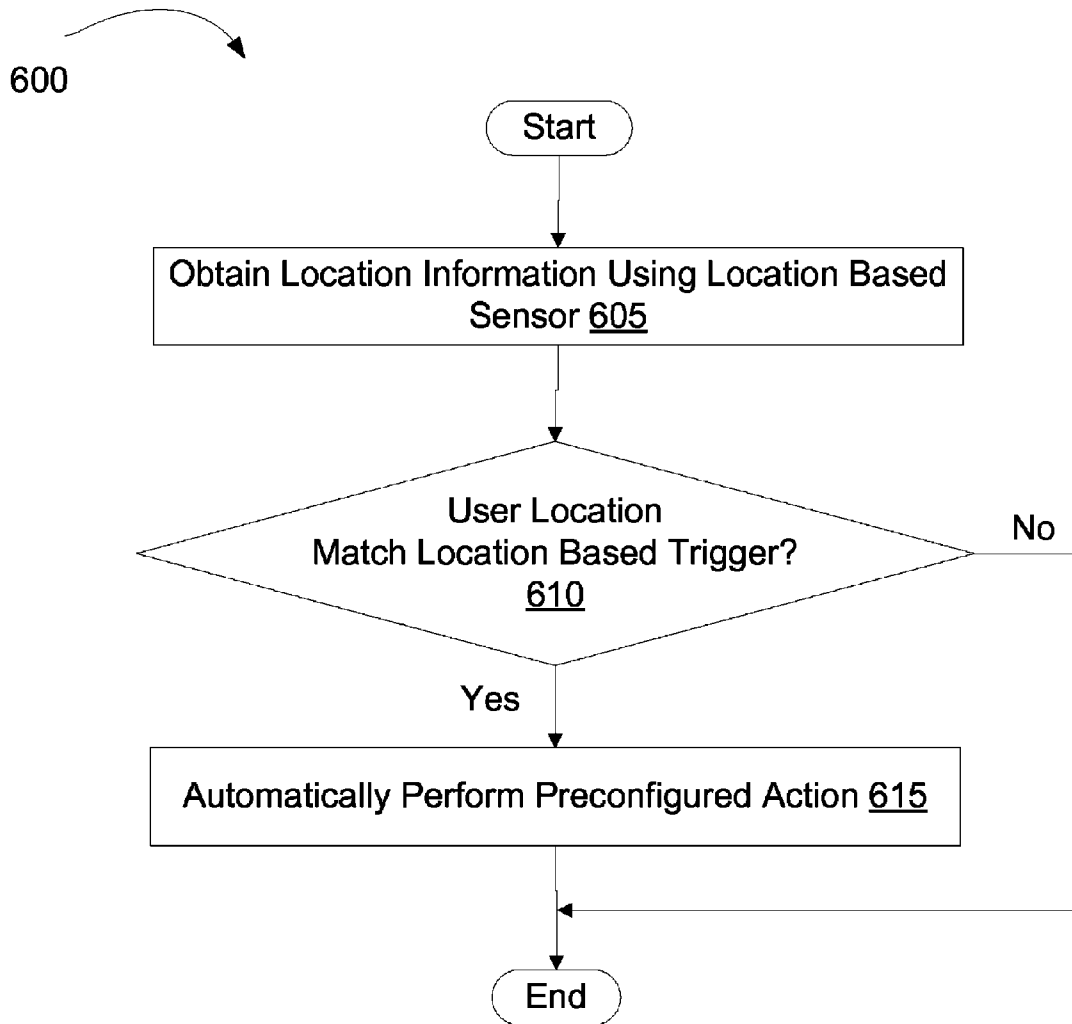 600
Start
Obtain Location Information Using Location Based
Sensor 605
User Location
Match Location Based Trigger?
610
No
Yes
Automatically Perform Preconfigured Action 615
End